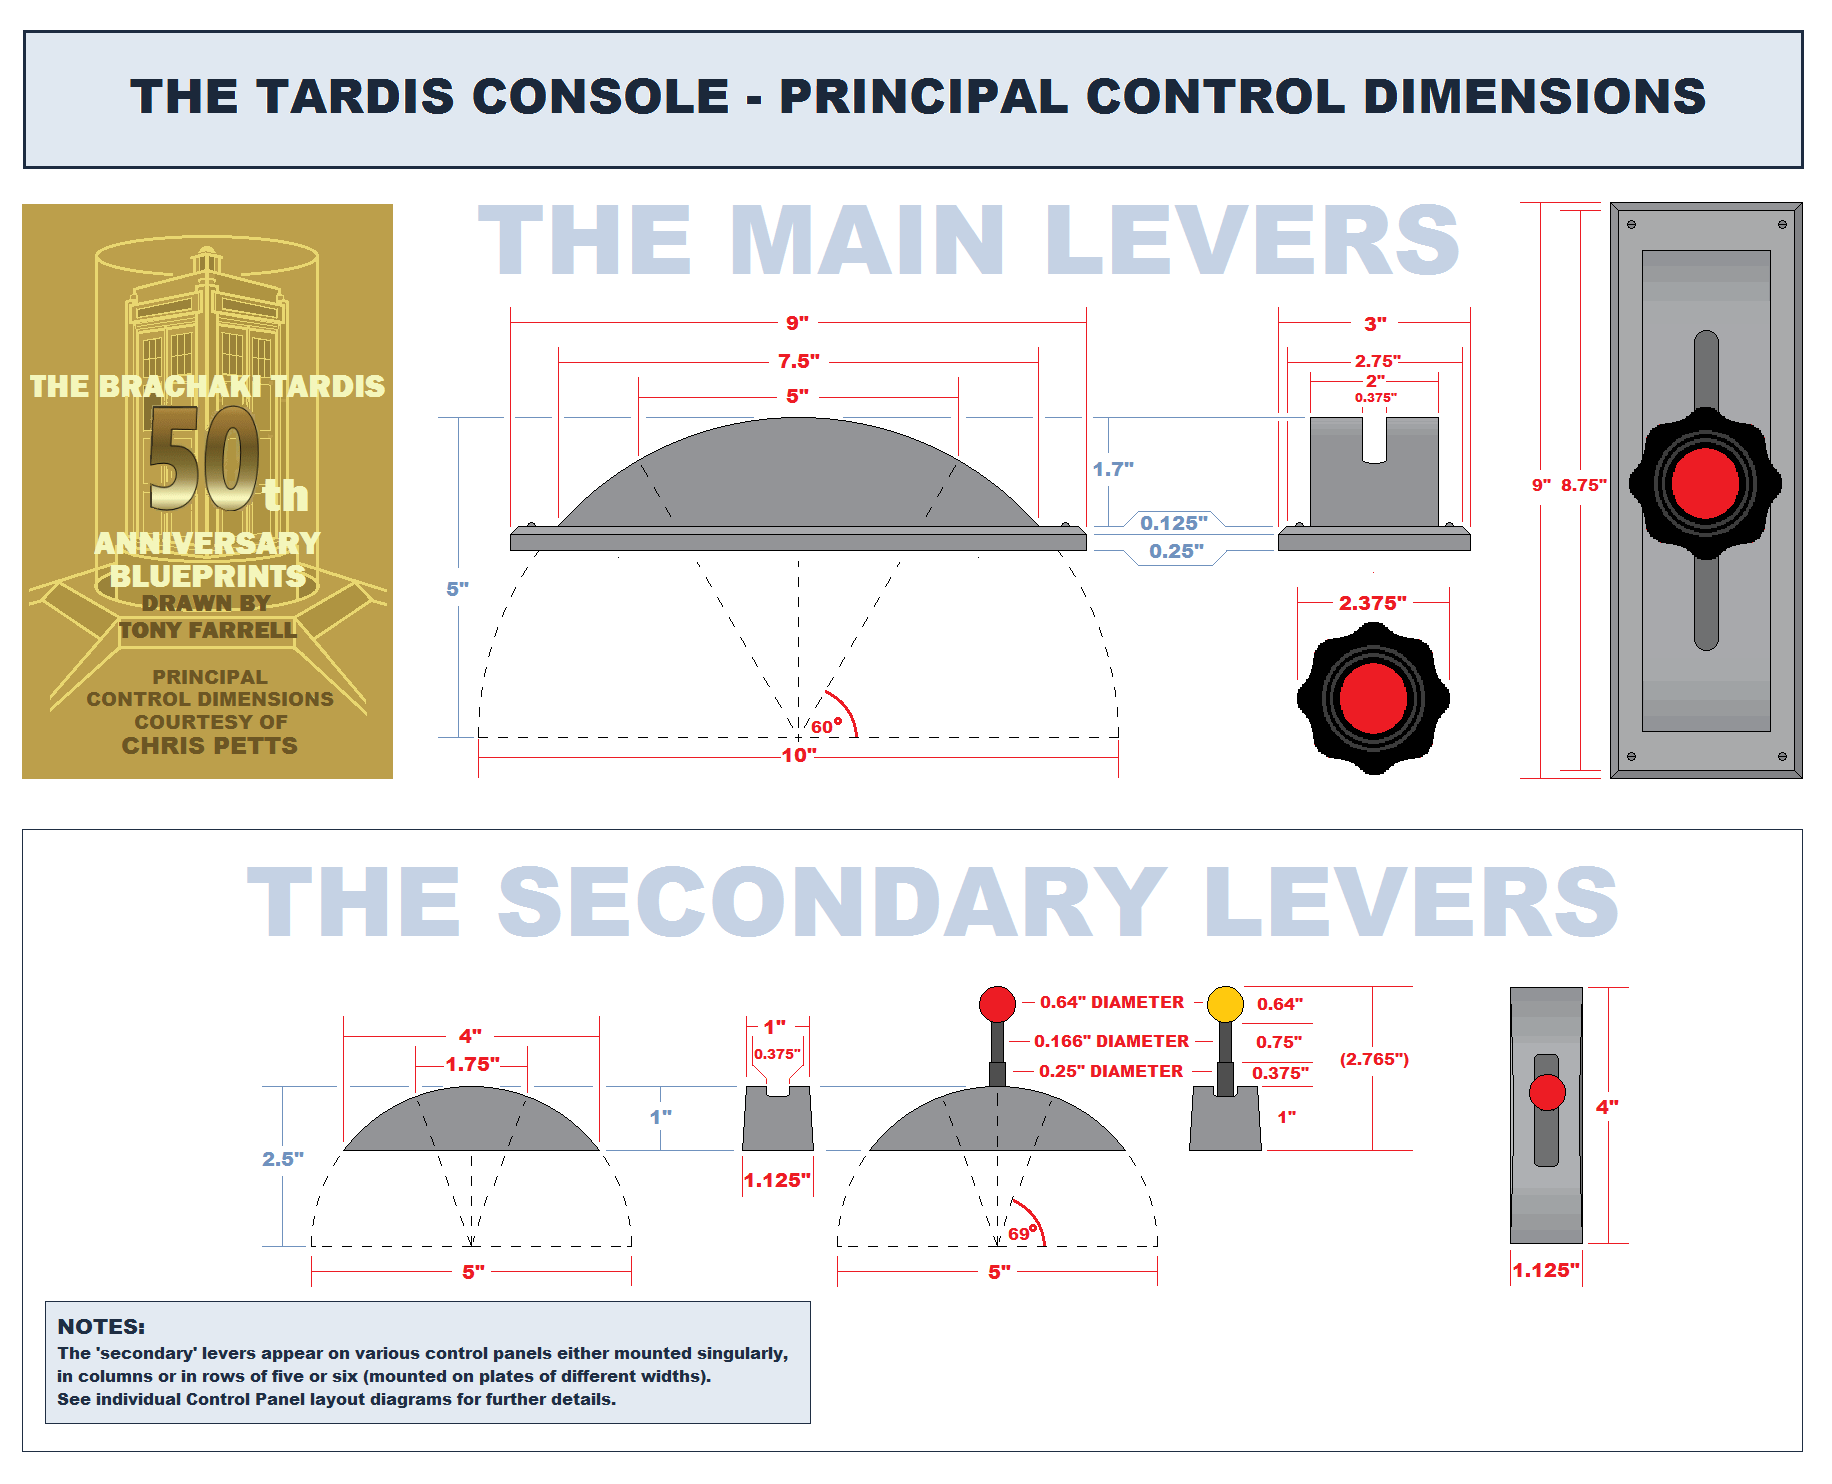 THE TARDIS CONSOLE - PRINCIPAL CONTROL DIMENSIONS
THE BRACHAKI TARDIS
50th
ANNIVERSARY
BLUEPRINTS
DRAWN BY
TONY FARRELL
PRINCIPAL
CONTROL DIMENSIONS
COURTESY OF
CHRIS PETTS
THE MAIN LEVERS
9"
7.5"
5"
5"
1.7"
0.125"
0.25"
60°
10"
3"
2.75"
2"
0.375"
2.375"
9" 8.75"
THE SECONDARY LEVERS
4"
1.75"
2.5"
5"
1"
0.375"
1"
1.125"
0.64" DIAMETER
0.166" DIAMETER
0.25" DIAMETER
69°
5"
0.64"
0.75"
0.375"
1"
(2.765")
4"
1.125"
NOTES:
The 'secondary' levers appear on various control panels either mounted singularly,
in columns or in rows of five or six (mounted on plates of different widths).
See individual Control Panel layout diagrams for further details.